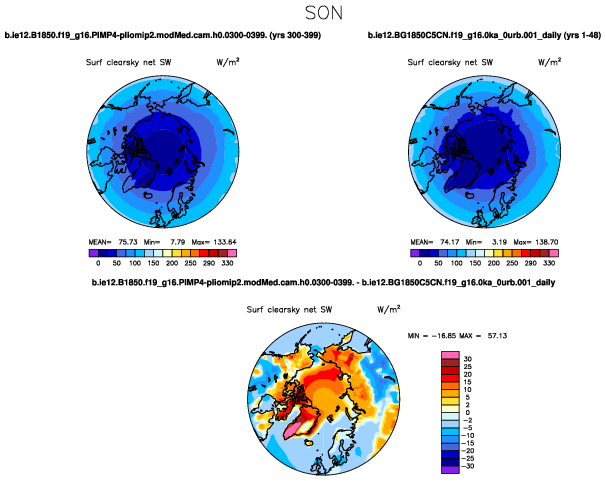 SON
b.ie12.B1850.f19_g16.PIMP4-pliomip2.modMed.cam.h0.0300-0399. (yrs 300-399)
b.ie12.BG1850C5CN.f19_g16.0ka_0urb.001_daily (yrs 1-48)
Surf clearsky net SW W/m²
Surf clearsky net SW W/m²
MEAN= 75.73 Min= 7.79 Max= 133.64
MEAN= 74.17 Min= 3.19 Max= 138.70
0 50 100 150 200 250 290 330
0 50 100 150 200 250 290 330
b.ie12.B1850.f19_g16.PIMP4-pliomip2.modMed.cam.h0.0300-0399. - b.ie12.BG1850C5CN.f19_g16.0ka_0urb.001_daily
Surf clearsky net SW W/m²
MIN = -16.85 MAX = 57.13
30
25
20
15
10
5
2
0
-2
-5
-10
-15
-20
-25
-30